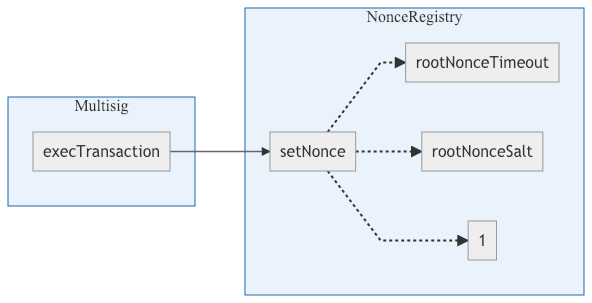 NonceRegistry
rootNonceTimeout
Multisig
execTransaction
setNonce
rootNonceSalt
1